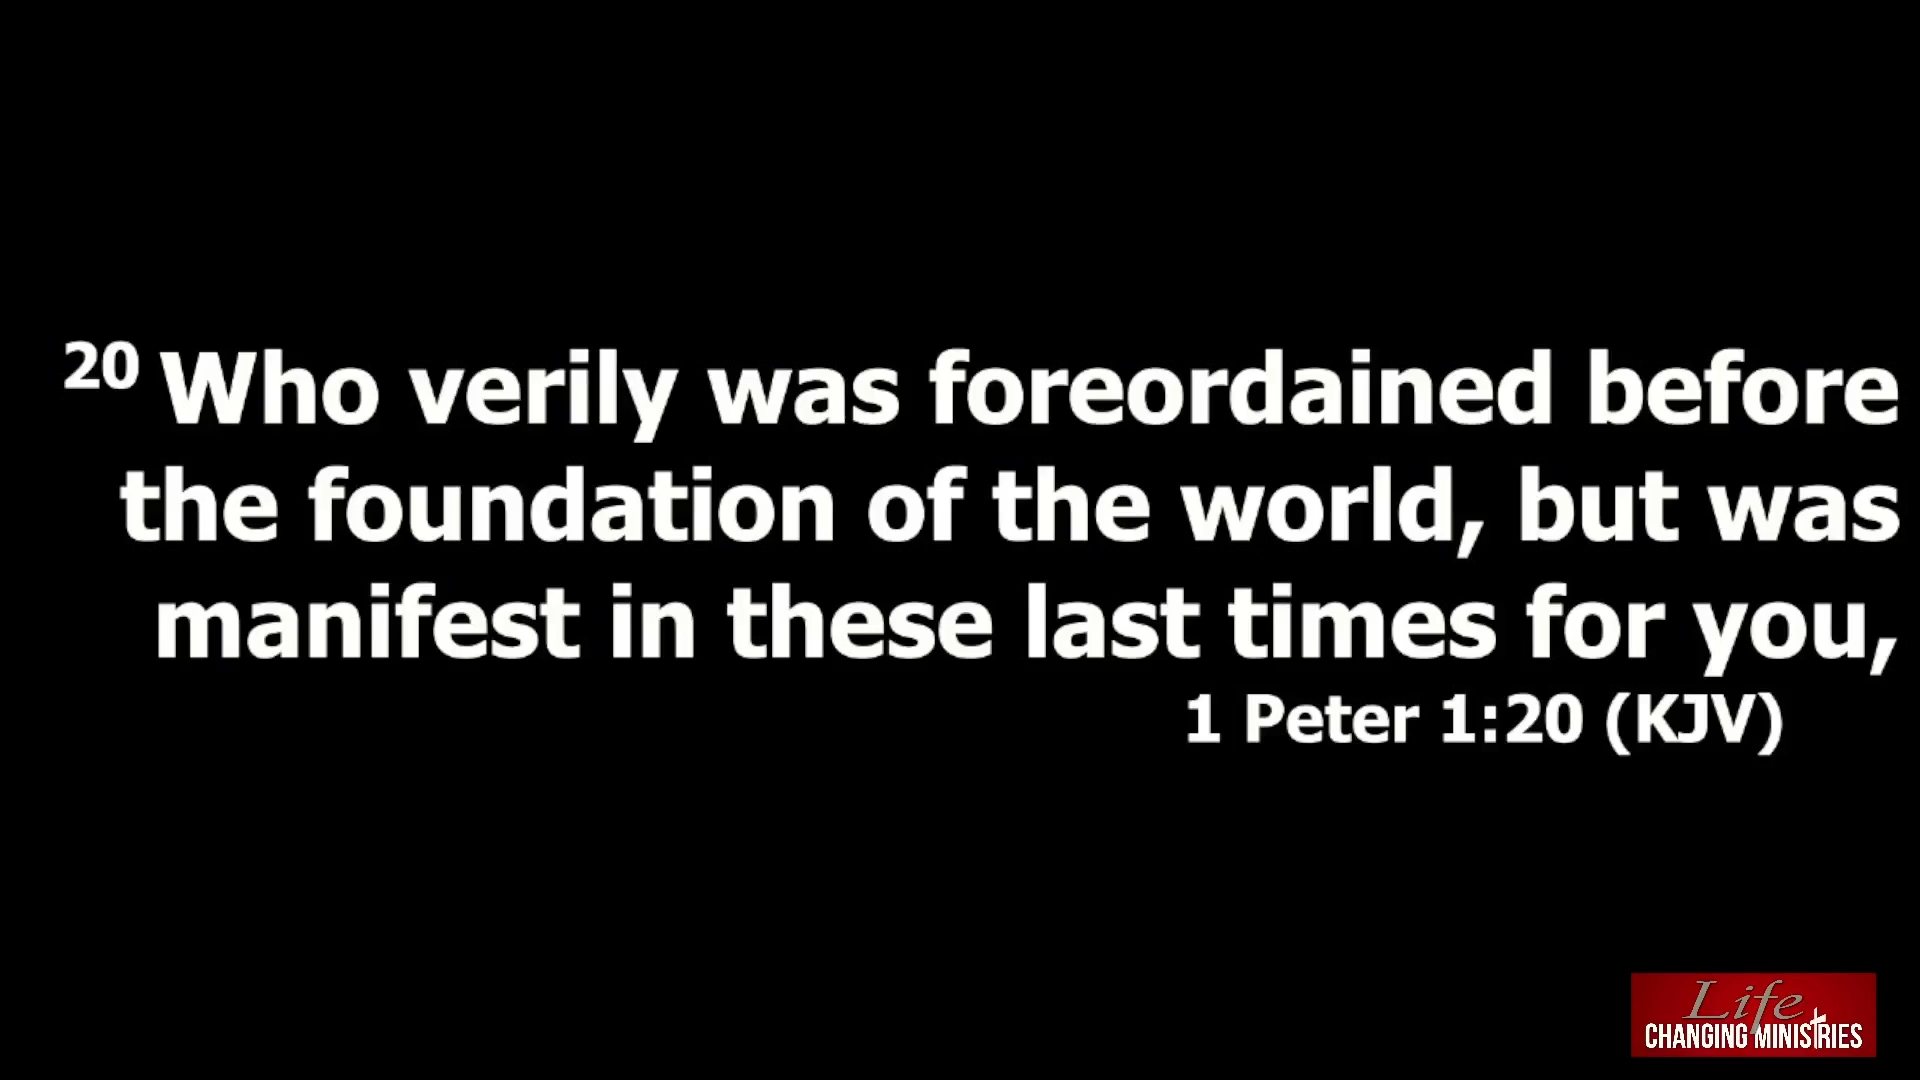 20 Who verily was foreordained before
the foundation of the world, but was
manifest in these last times for you,
1 Peter 1:20 (KJV)
Life
CHANGING MINISTRIES